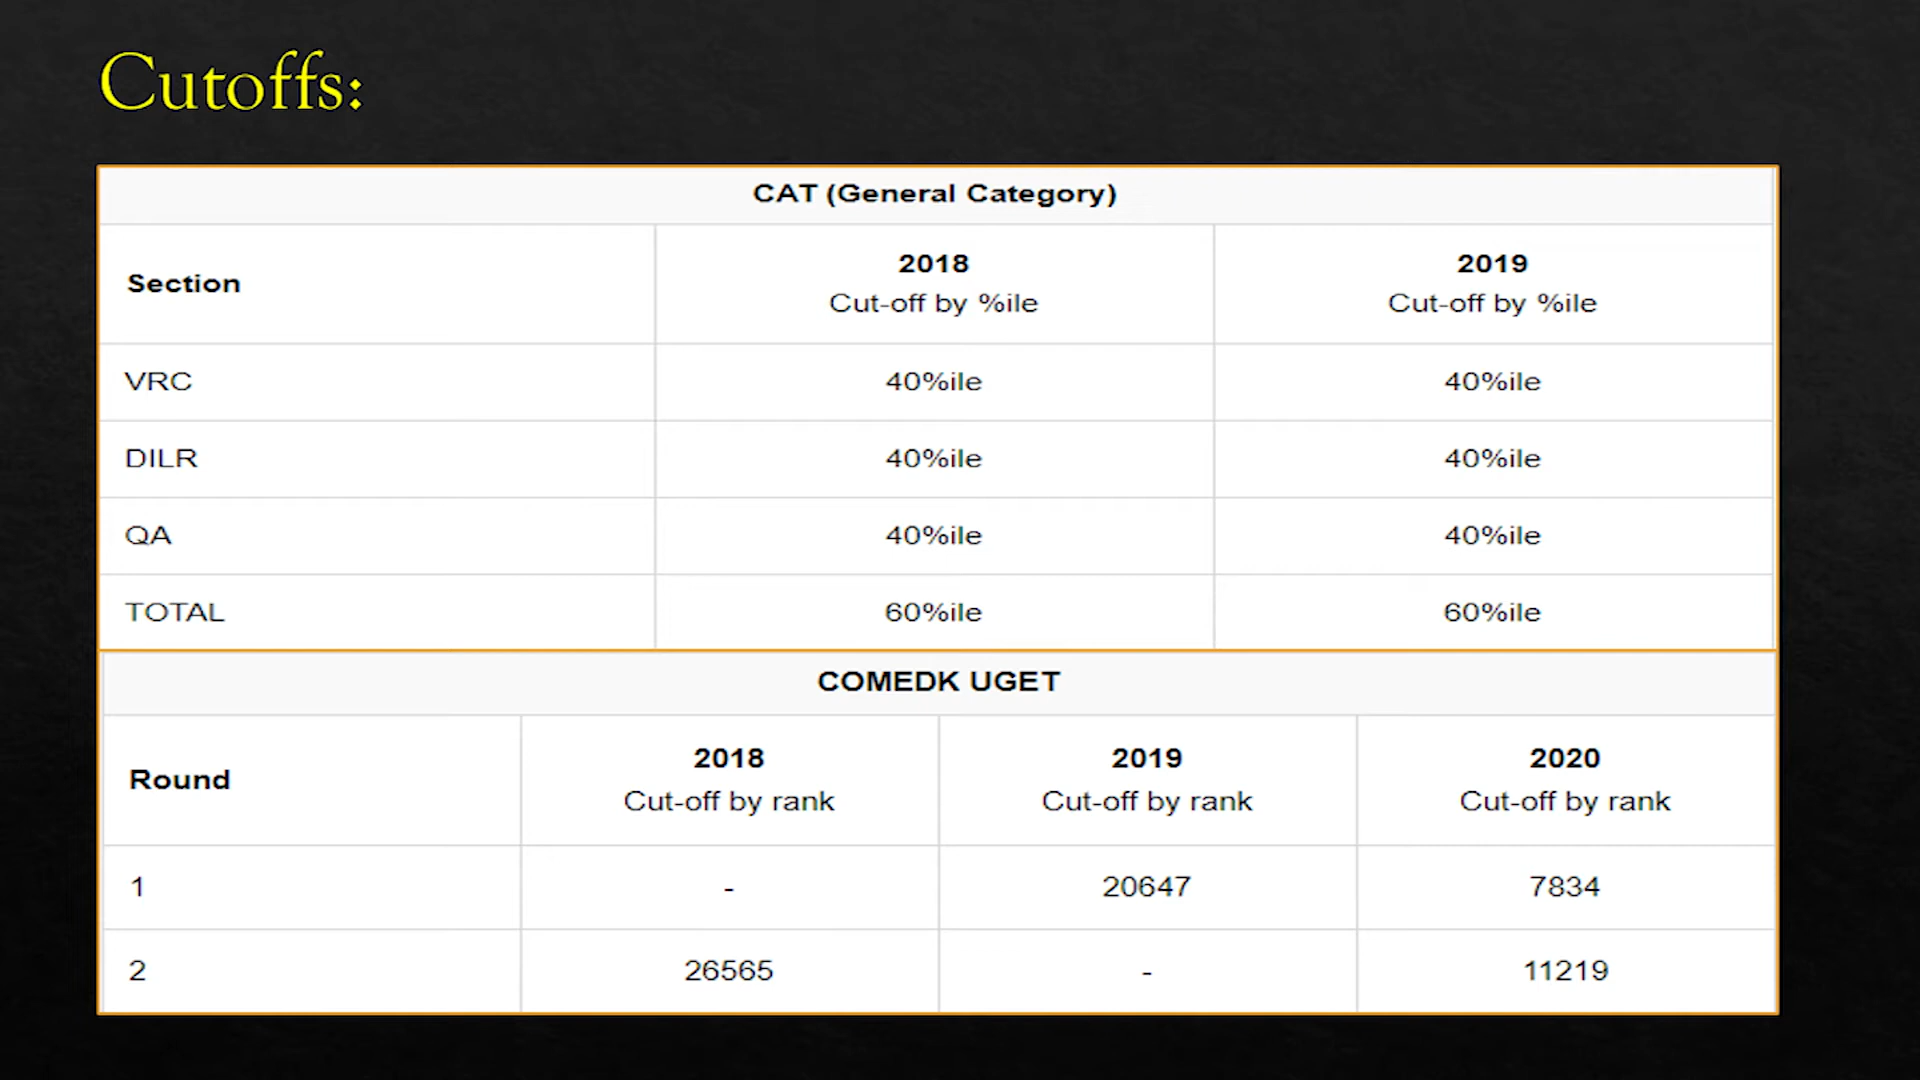 Cutoffs:
CAT (General Category)
Section
2018
Cut-off by %ile
2019
Cut-off by %ile
VRC 40%ile 40%ile
DILR 40%ile 40%ile
QA 40%ile 40%ile
TOTAL 60%ile 60%ile
COMEDK UGET
Round
2018
Cut-off by rank
2019
Cut-off by rank
2020
Cut-off by rank
1 - 20647 7834
2 26565 - 11219